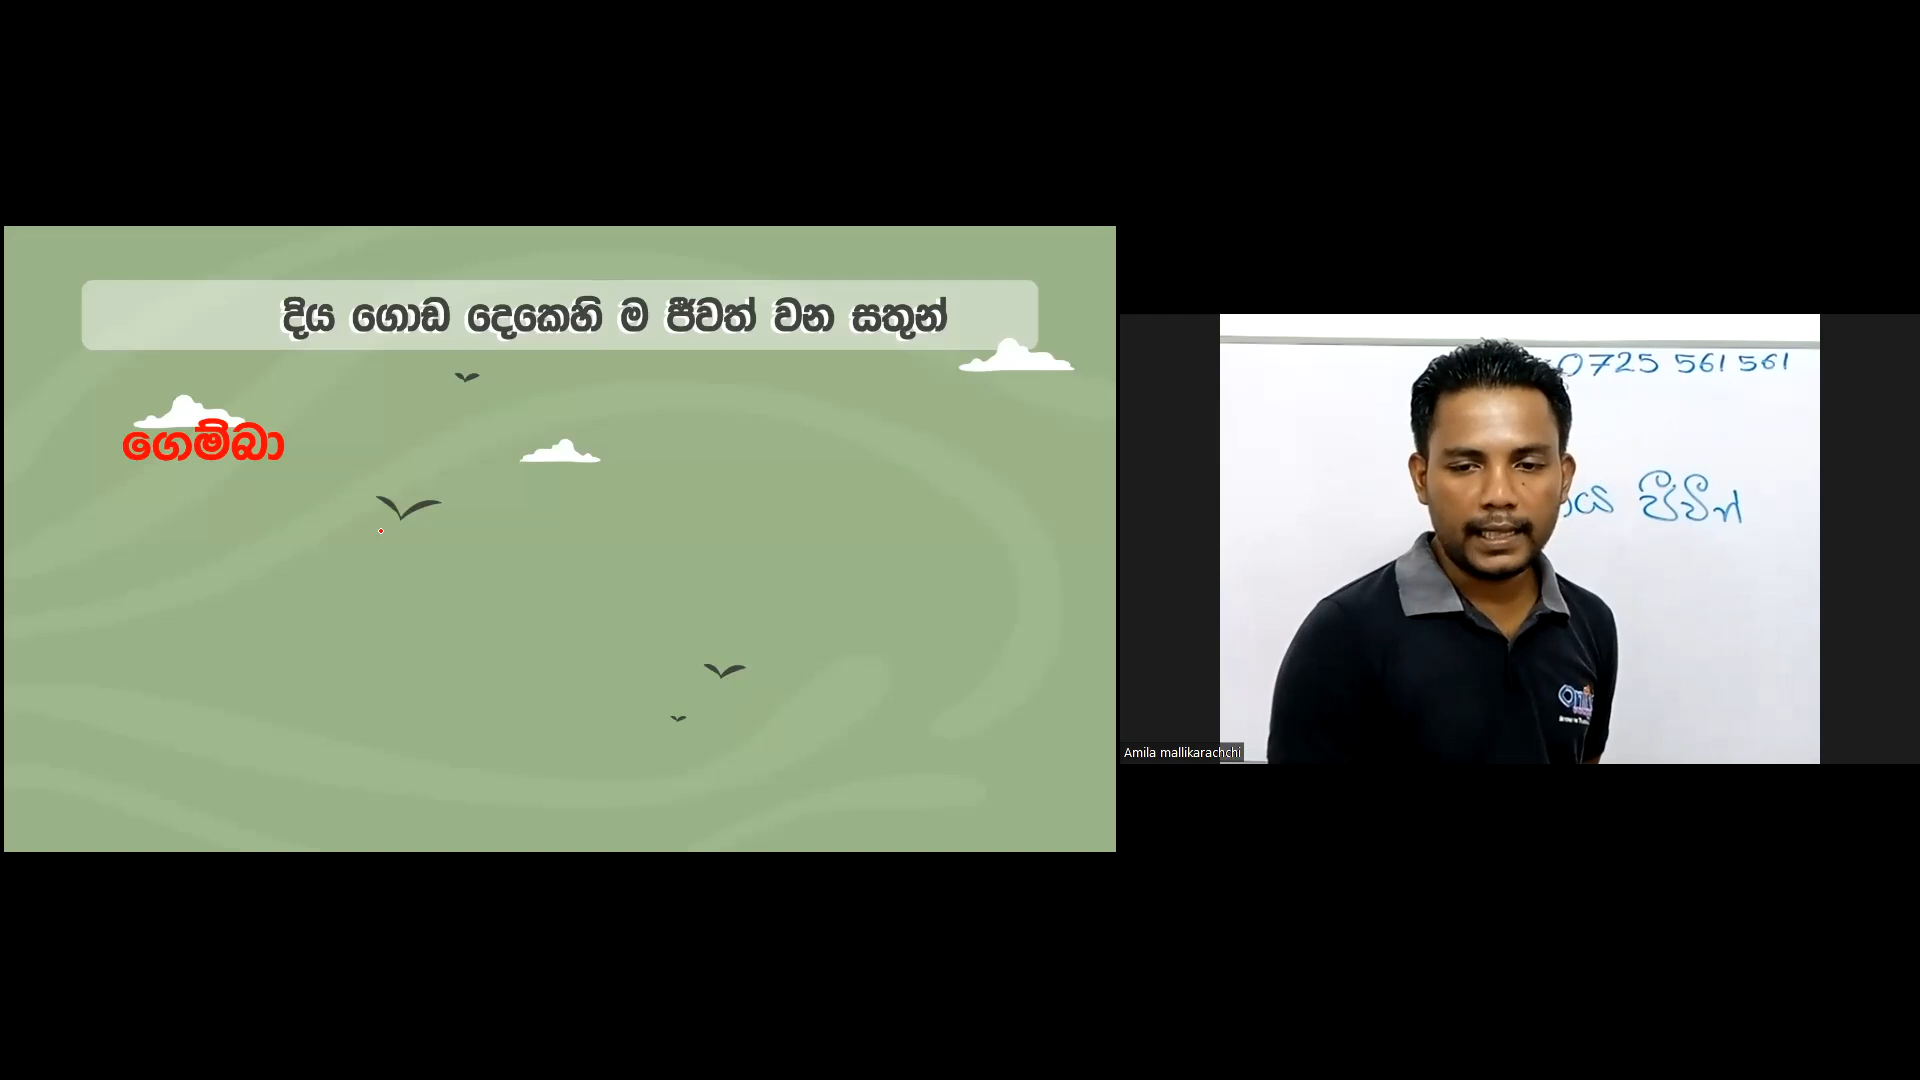 දිය ගොඩ දෙකෙහි ම ජීවත් වන සතුන්
ගෙම්බා
0725 561 561
ජීවීන්
Amila mallikarachchi